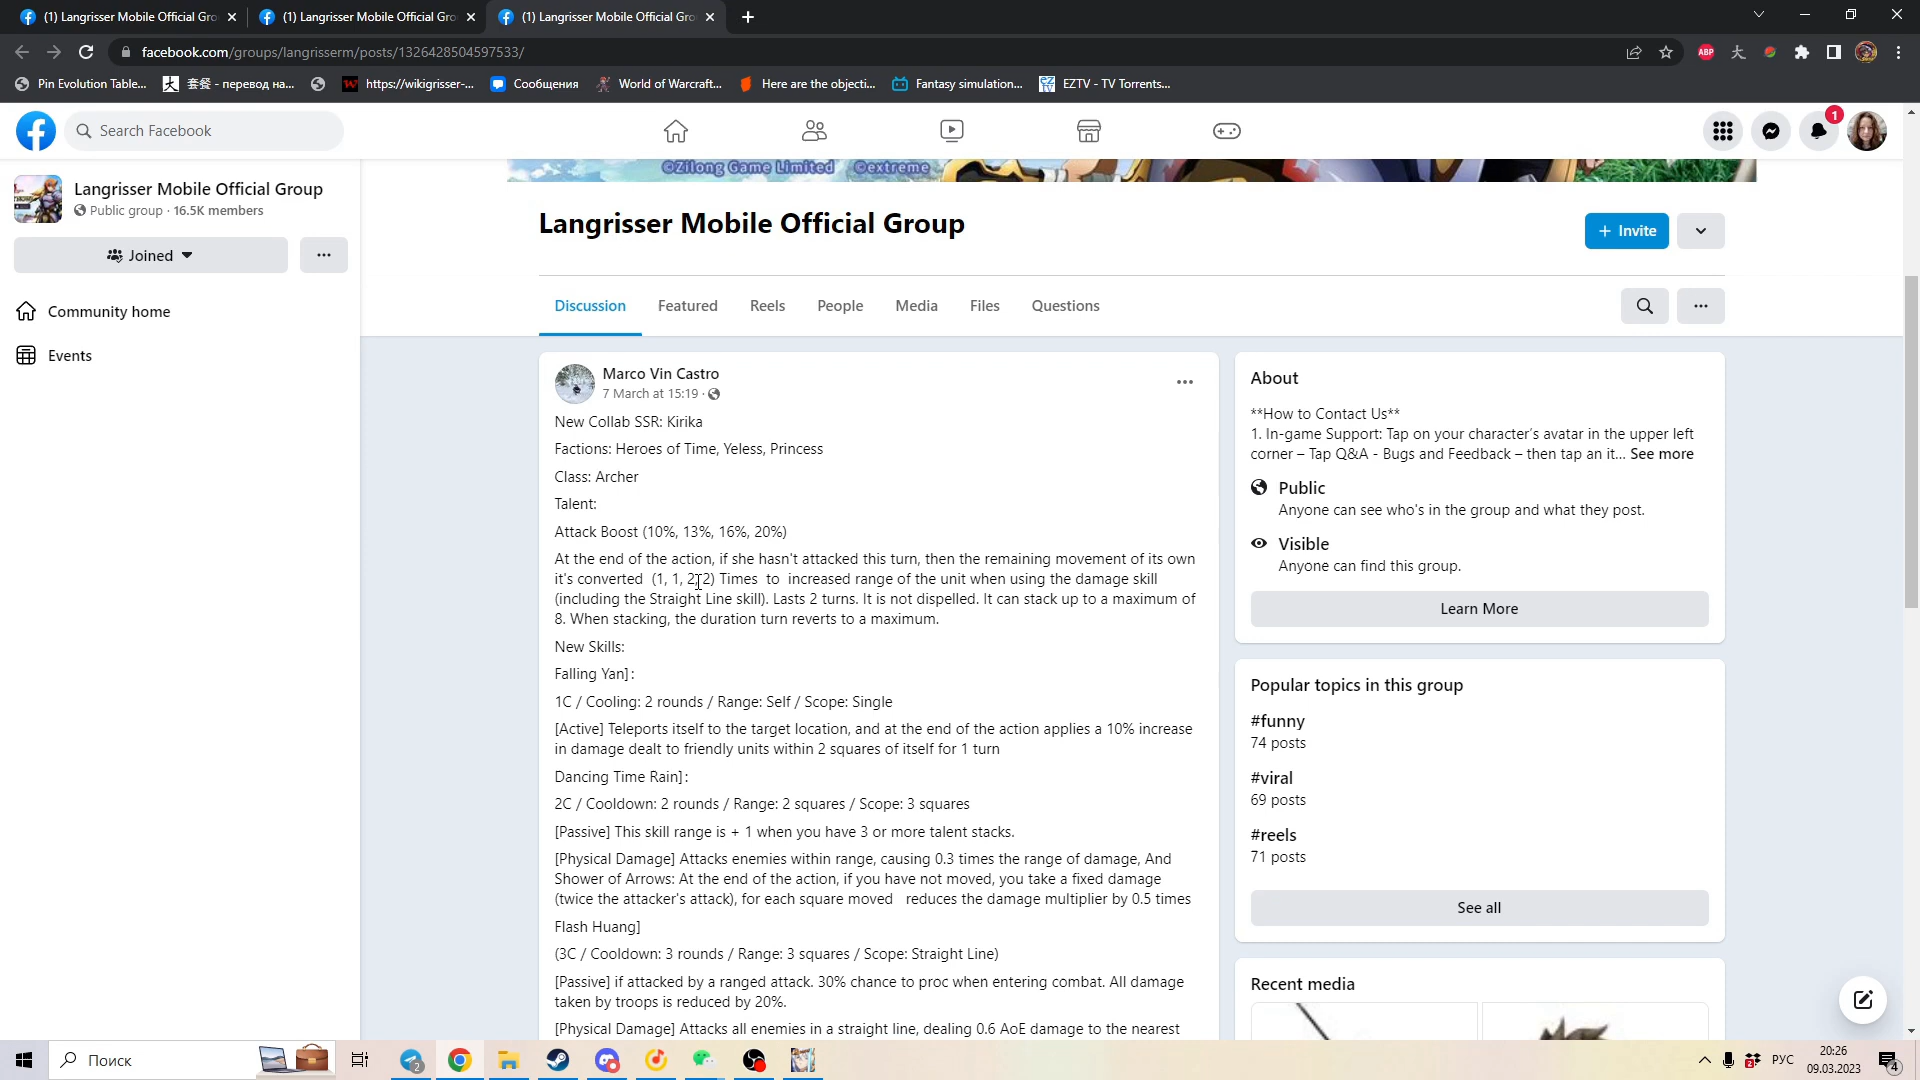 (1) Langrisser Mobile Official Gro
(1) Langrisser Mobile Official Gro
(1) Langrisser Mobile Official Gro
facebook.com/groups/langrisserm/posts/1326428504597533/
ABP
Pin Evolution Table...
套餐 - перевод на...
https://wikigrisser-...
Сообщения
World of Warcraft...
Here are the objecti...
Fantasy simulation...
EZTV - TV Torrents...
Search Facebook
1
©Zilong Game Limited ©extreme
Langrisser Mobile Official Group
Public group · 16.5K members
Joined
Community home
Events
Langrisser Mobile Official Group
+ Invite
Discussion
Featured
Reels
People
Media
Files
Questions
Marco Vin Castro
7 March at 15:19 ·
New Collab SSR: Kirika
Factions: Heroes of Time, Yeless, Princess
Class: Archer
Talent:
Attack Boost (10%, 13%, 16%, 20%)
At the end of the action, if she hasn't attacked this turn, then the remaining movement of its own
it's converted (1, 1, 2, 2) Times to increased range of the unit when using the damage skill
(including the Straight Line skill). Lasts 2 turns. It is not dispelled. It can stack up to a maximum of
8. When stacking, the duration turn reverts to a maximum.
New Skills:
Falling Yan]:
1C / Cooling: 2 rounds / Range: Self / Scope: Single
[Active] Teleports itself to the target location, and at the end of the action applies a 10% increase
in damage dealt to friendly units within 2 squares of itself for 1 turn
Dancing Time Rain]:
2C / Cooldown: 2 rounds / Range: 2 squares / Scope: 3 squares
[Passive] This skill range is + 1 when you have 3 or more talent stacks.
[Physical Damage] Attacks enemies within range, causing 0.3 times the range of damage, And
Shower of Arrows: At the end of the action, if you have not moved, you take a fixed damage
(twice the attacker's attack), for each square moved reduces the damage multiplier by 0.5 times
Flash Huang]
(3C / Cooldown: 3 rounds / Range: 3 squares / Scope: Straight Line)
[Passive] if attacked by a ranged attack. 30% chance to proc when entering combat. All damage
taken by troops is reduced by 20%.
[Physical Damage] Attacks all enemies in a straight line, dealing 0.6 AoE damage to the nearest
About
**How to Contact Us**
1. In-game Support: Tap on your character's avatar in the upper left
corner – Tap Q&A - Bugs and Feedback – then tap an it... See more
Public
Anyone can see who's in the group and what they post.
Visible
Anyone can find this group.
Learn More
Popular topics in this group
#funny
74 posts
#viral
69 posts
#reels
71 posts
See all
Recent media
Поиск
2
РУС
20:26
09.03.2023
4